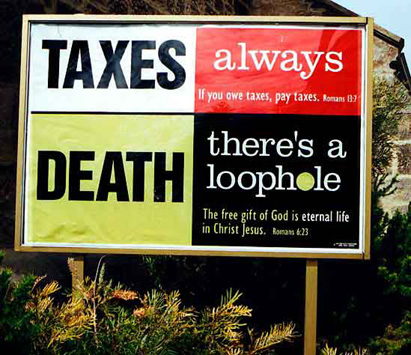 TAXES always
If you owe taxes, pay taxes. Romans 13:7
DEATH there's a
loophole
The free gift of God is eternal life
in Christ Jesus. Romans 6:23